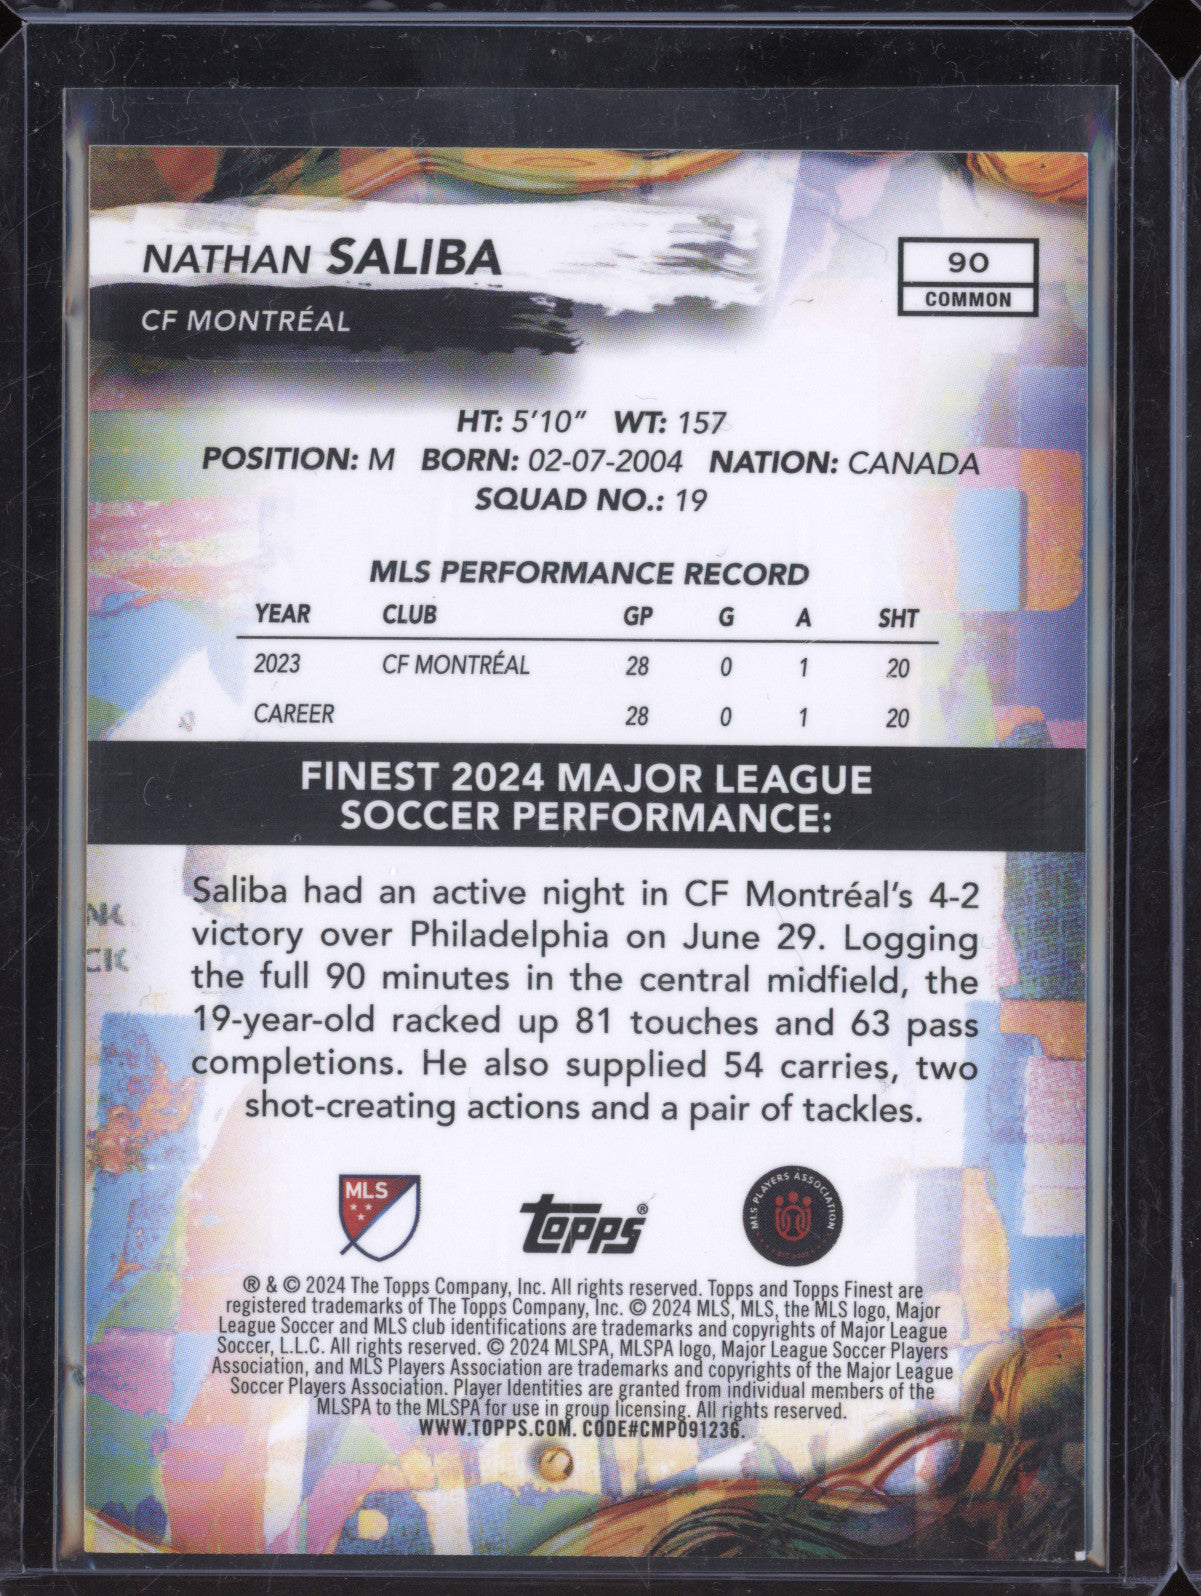 NATHAN SALIBA
CF MONTRÉAL
90
COMMON
HT: 5'10" WT: 157
POSITION: M BORN: 02-07-2004 NATION: CANADA
SQUAD NO.: 19
MLS PERFORMANCE RECORD
YEAR CLUB GP G A SHT
2023 CF MONTRÉAL 28 0 1 20
CAREER 28 0 1 20
FINEST 2024 MAJOR LEAGUE
SOCCER PERFORMANCE:
Saliba had an active night in CF Montréal's 4-2
victory over Philadelphia on June 29. Logging
the full 90 minutes in the central midfield, the
19-year-old racked up 81 touches and 63 pass
completions. He also supplied 54 carries, two
shot-creating actions and a pair of tackles.
MLS
topps®
MLS PLAYERS ASSOCIATION
® & © 2024 The Topps Company, Inc. All rights reserved. Topps and Topps Finest are
registered trademarks of The Topps Company, Inc. © 2024 MLS, MLS, the MLS logo, Major
League Soccer and MLS club identifications are trademarks and copyrights of Major League
Soccer, L.L.C. All rights reserved. © 2024 MLSPA, MLSPA logo, Major League Soccer Players
Association, and MLS Players Association are trademarks and copyrights of the Major League
Soccer Players Association. Player Identities are granted from individual members of the
MLSPA to the MLSPA for use in group licensing. All rights reserved.
WWW.TOPPS.COM. CODE#CMP091236.